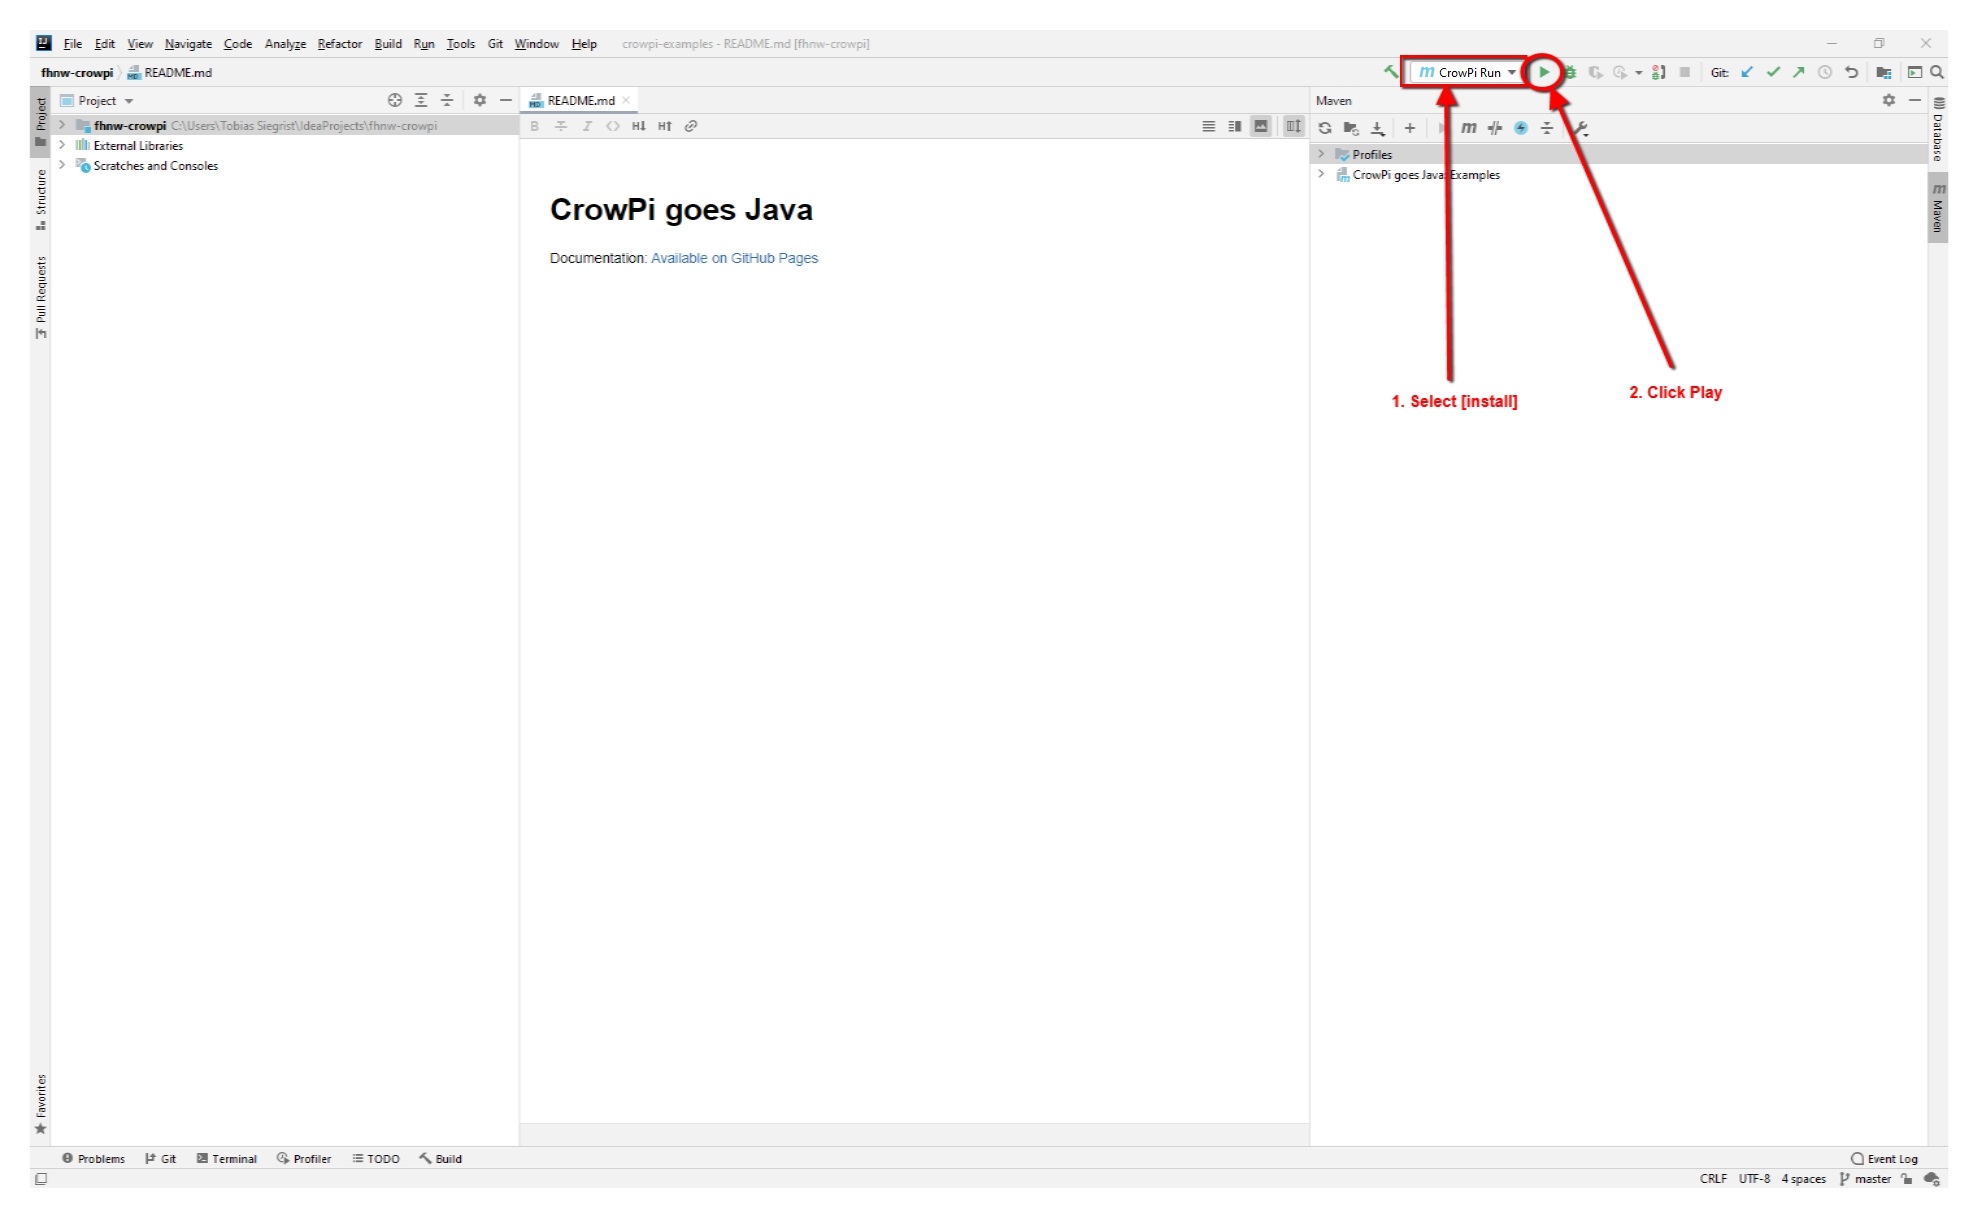 File Edit View Navigate Code Analyze Refactor Build Run Tools Git Window Help crowpi-examples - README.md [fhnw-crowpi]
fhnw-crowpi README.md
CrowPi Run
Git:
Project
README.md
Maven
fhnw-crowpi C:\Users\Tobias Siegrist\IdeaProjects\fhnw-crowpi
External Libraries
Scratches and Consoles
Profiles
CrowPi goes Java: Examples
CrowPi goes Java
Documentation: Available on GitHub Pages
1. Select [install]
2. Click Play
Project
Structure
Pull Requests
Favorites
Database
Maven
Problems Git Terminal Profiler TODO Build
Event Log
CRLF UTF-8 4 spaces master